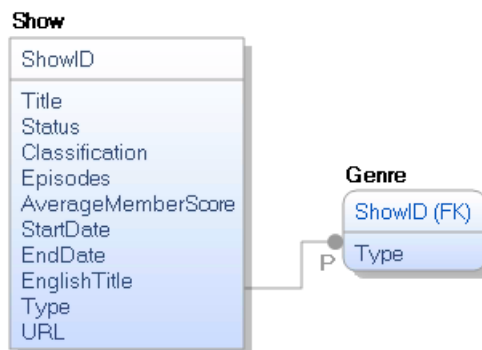 Show
ShowID
Title
Status
Classification
Episodes
AverageMemberScore
StartDate
EndDate
EnglishTitle
Type
URL
Genre
ShowID (FK)
P
Type